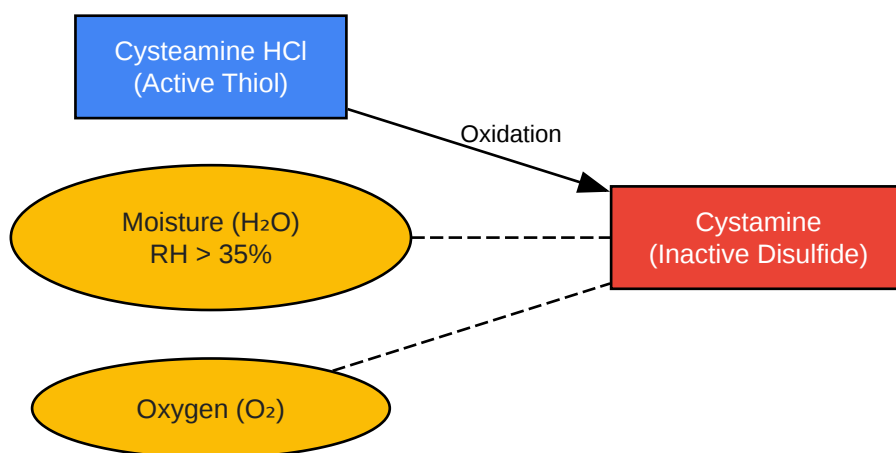 Cysteamine HCl
(Active Thiol)
Oxidation
Moisture (H₂O)
RH > 35%
Cystamine
(Inactive Disulfide)
Oxygen (O₂)